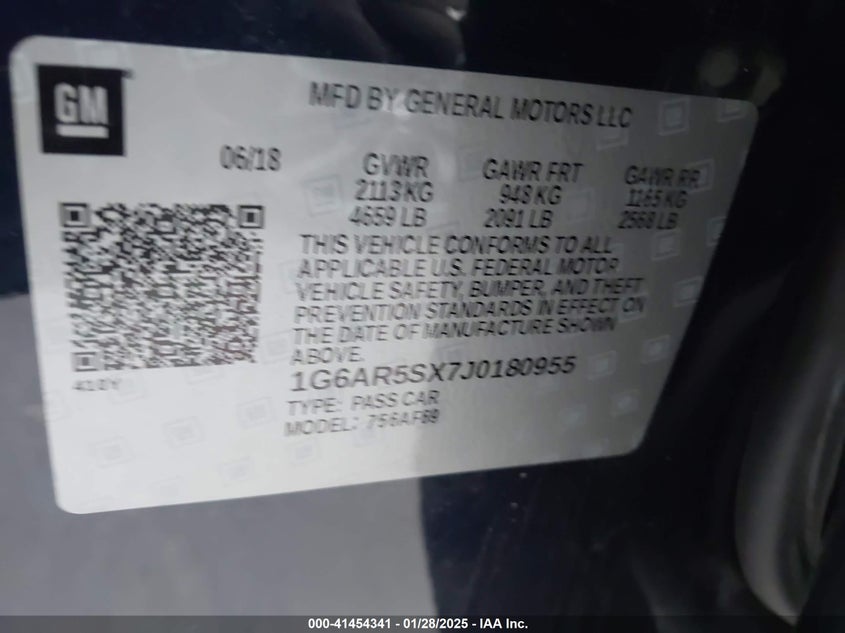 GM
MFD BY GENERAL MOTORS LLC
06/18
GVWR
2113 KG
4659 LB
GAWR FRT
948 KG
2091 LB
GAWR RR
1165 KG
2568 LB
THIS VEHICLE CONFORMS TO ALL
APPLICABLE U.S. FEDERAL MOTOR
VEHICLE SAFETY, BUMPER, AND THEFT
PREVENTION STANDARDS IN EFFECT ON
THE DATE OF MANUFACTURE SHOWN
ABOVE.
1G6AR5SX7J0180955
TYPE: PASS CAR
MODEL:
000-41454341 - 01/28/2025 - IAA Inc.